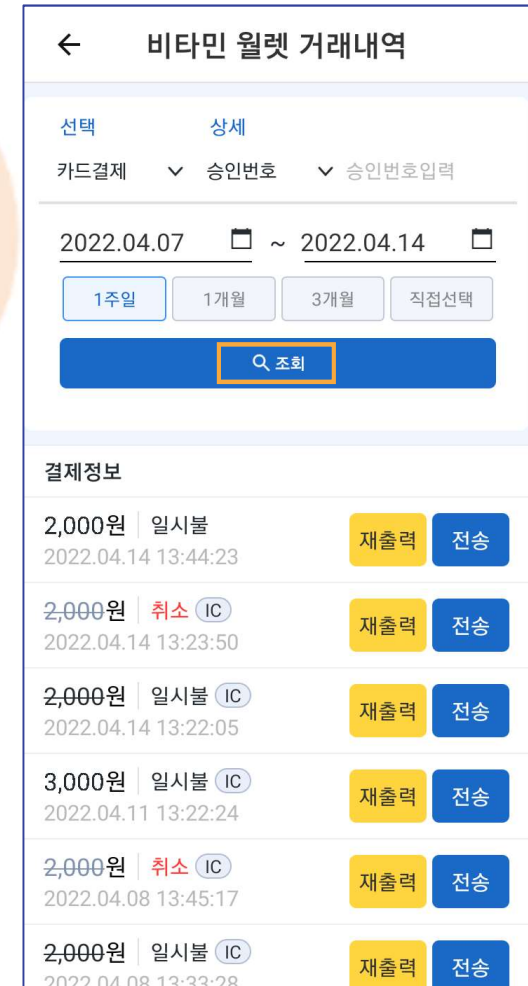 비타민 월렛 거래내역
선택 상세
카드결제 승인번호 승인번호입력
2022.04.07 ~ 2022.04.14
1주일 1개월 3개월 직접선택
조회
결제정보
2,000원 일시불 재출력 전송
2022.04.14 13:44:23
2,000원 취소 IC 재출력 전송
2022.04.14 13:23:50
2,000원 일시불 IC 재출력 전송
2022.04.14 13:22:05
3,000원 일시불 IC 재출력 전송
2022.04.11 13:22:24
2,000원 취소 IC 재출력 전송
2022.04.08 13:45:17
2,000원 일시불 IC 재출력 전송
2022.04.08 13:33:28